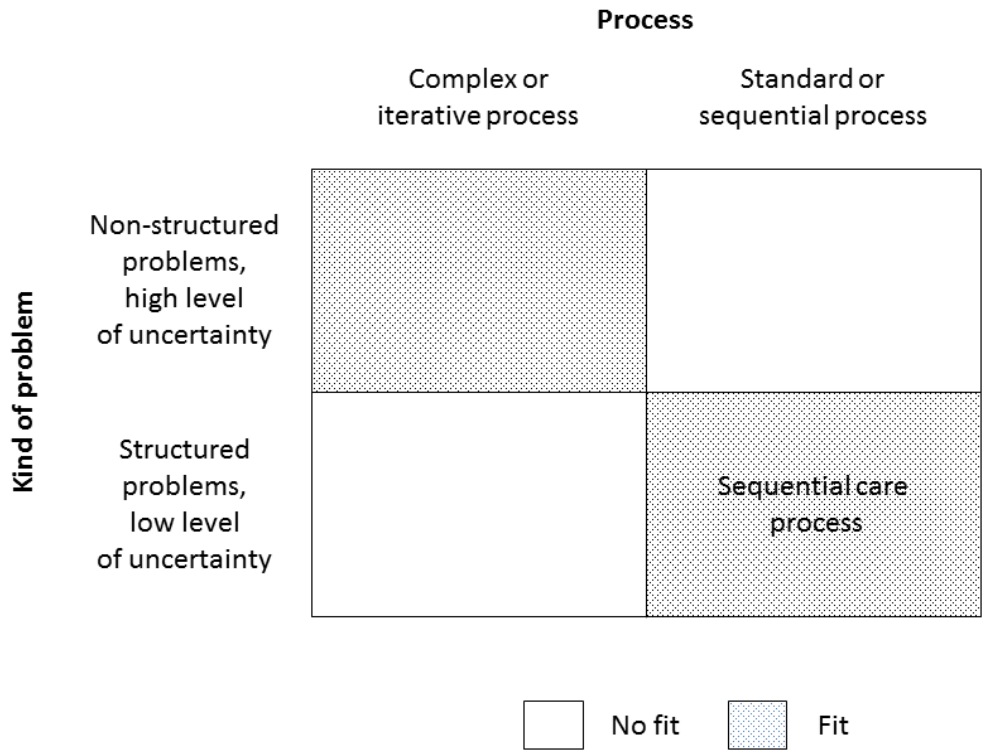 Process
Complex or
iterative process
Standard or
sequential process
Kind of problem
Non-structured
problems,
high level
of uncertainty
Structured
problems,
low level
of uncertainty
Sequential care
process
No fit
Fit